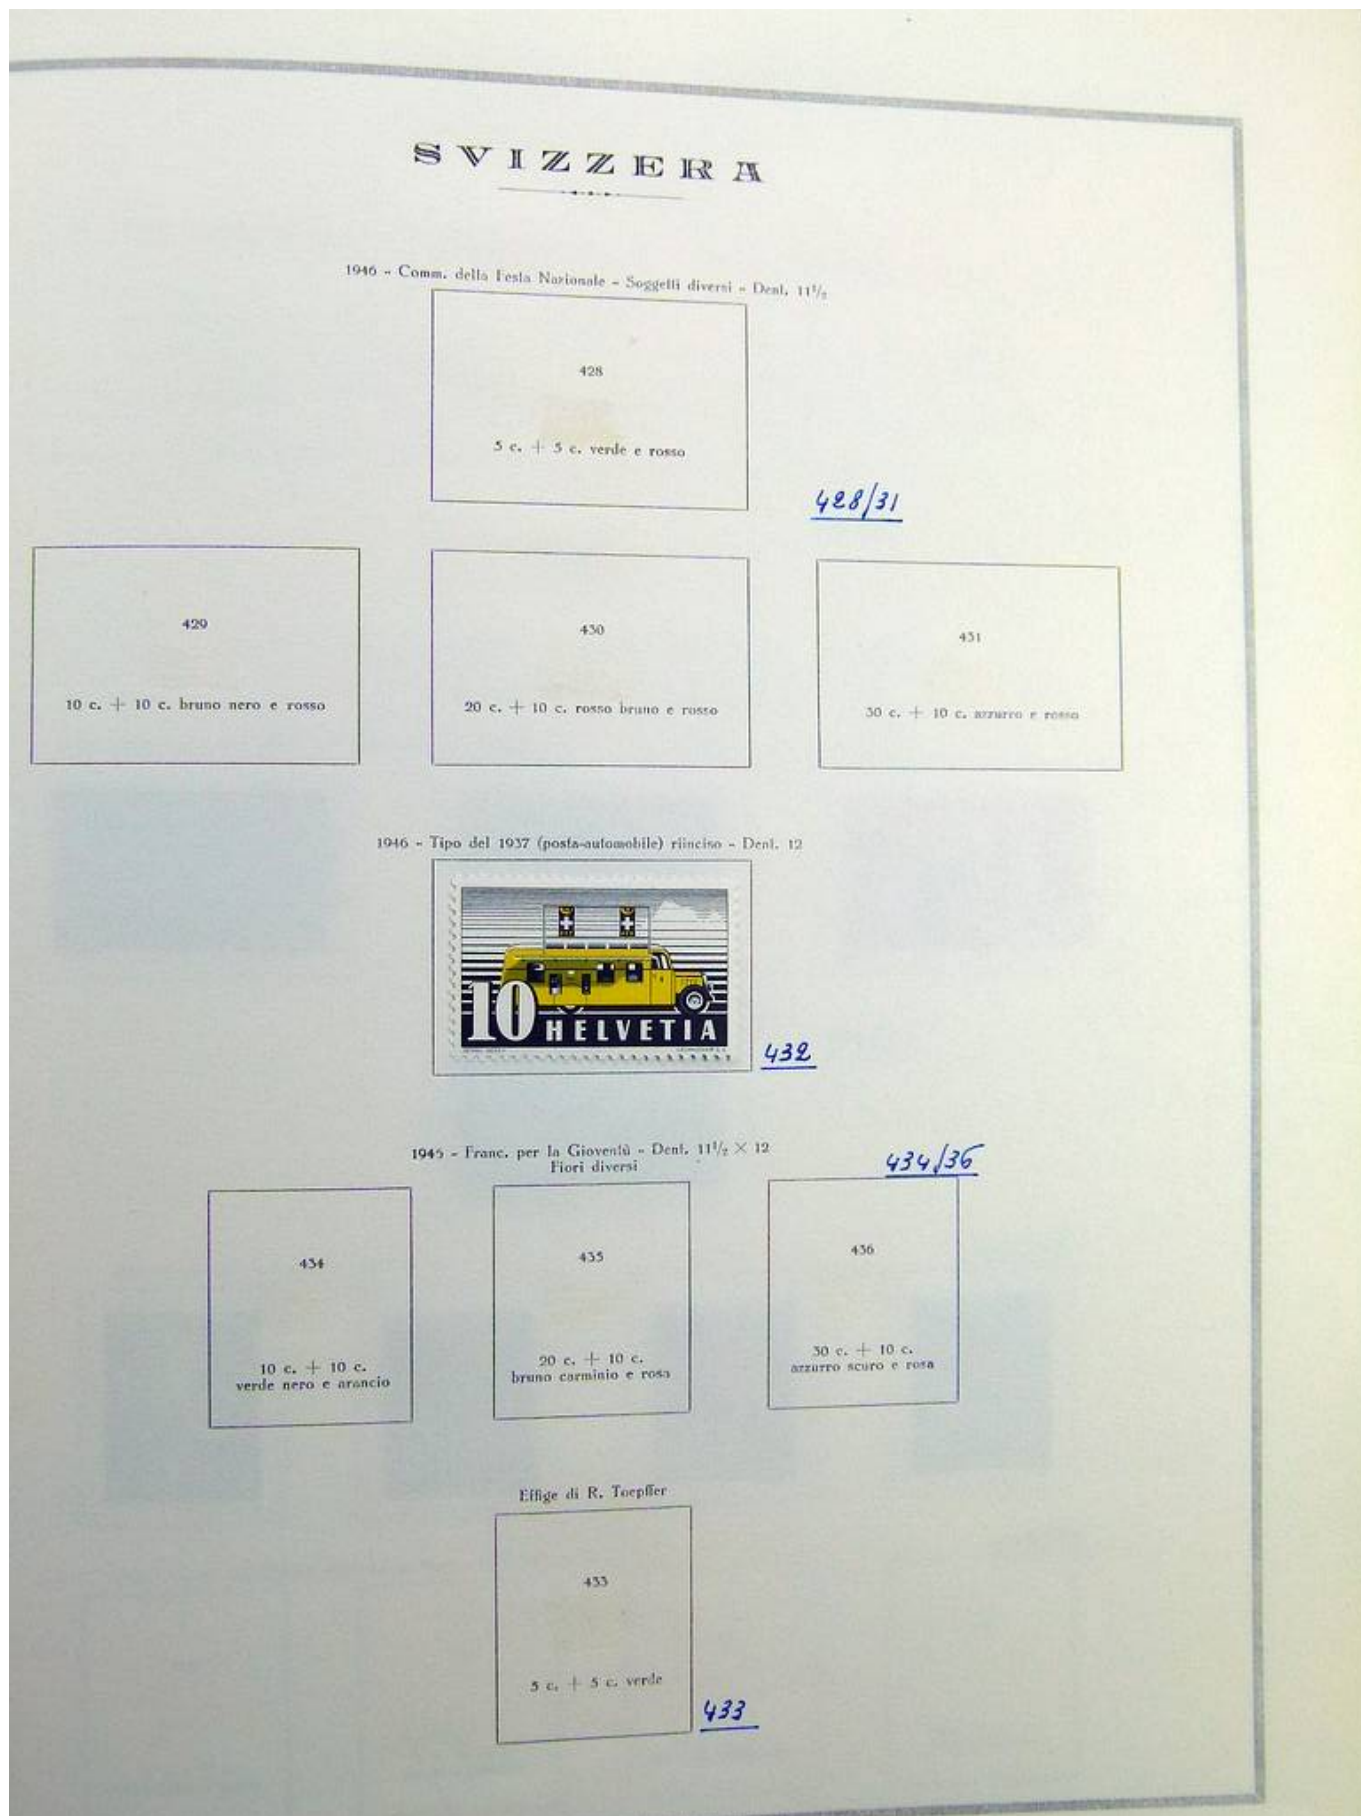 SVIZZERA
1946 - Comm. della Festa Nazionale - Soggetti diversi - Dent. 11½
428
5 c. + 5 c. verde e rosso
428/31
429
10 c. + 10 c. bruno nero e rosso
430
20 c. + 10 c. rosso bruno e rosso
431
30 c. + 10 c. azzurro e rosso
1946 - Tipo del 1937 (posta-automobile) riinciso - Dent. 12
10 HELVETIA
432
1945 - Franc. per la Gioventù - Dent. 11½ × 12
Fiori diversi
434/36
434
10 c. + 10 c.
verde nero e arancio
435
20 c. + 10 c.
bruno carminio e rosa
436
30 c. + 10 c.
azzurro scuro e rosa
Effige di R. Toepffer
433
5 c. + 5 c. verde
433